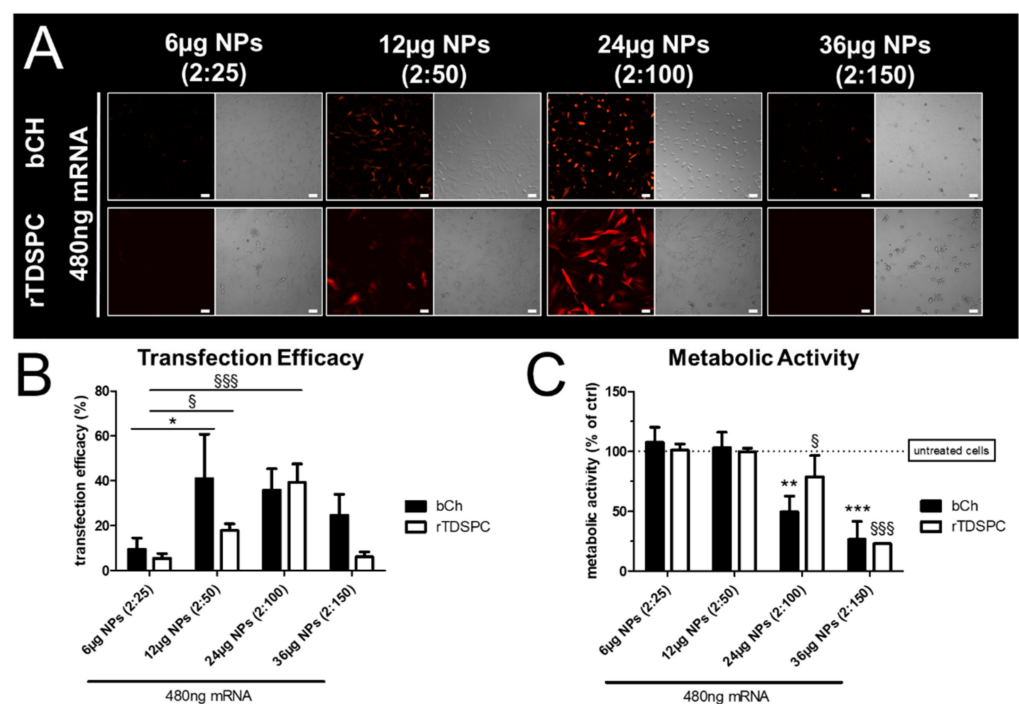 A
6µg NPs
(2:25)
12µg NPs
(2:50)
24µg NPs
(2:100)
36µg NPs
(2:150)
480ng mRNA
bCH
rTDSPC
B
Transfection Efficacy
transfection efficacy (%)
80
60
40
20
0
§§§
§
*
bCh
rTDSPC
6µg NPs (2:25)
12µg NPs (2:50)
24µg NPs (2:100)
36µg NPs (2:150)
480ng mRNA
C
Metabolic Activity
metabolic activity (% of ctrl)
150
100
50
0
untreated cells
**
§
***
§§§
bCh
rTDSPC
6µg NPs (2:25)
12µg NPs (2:50)
24µg NPs (2:100)
36µg NPs (2:150)
480ng mRNA